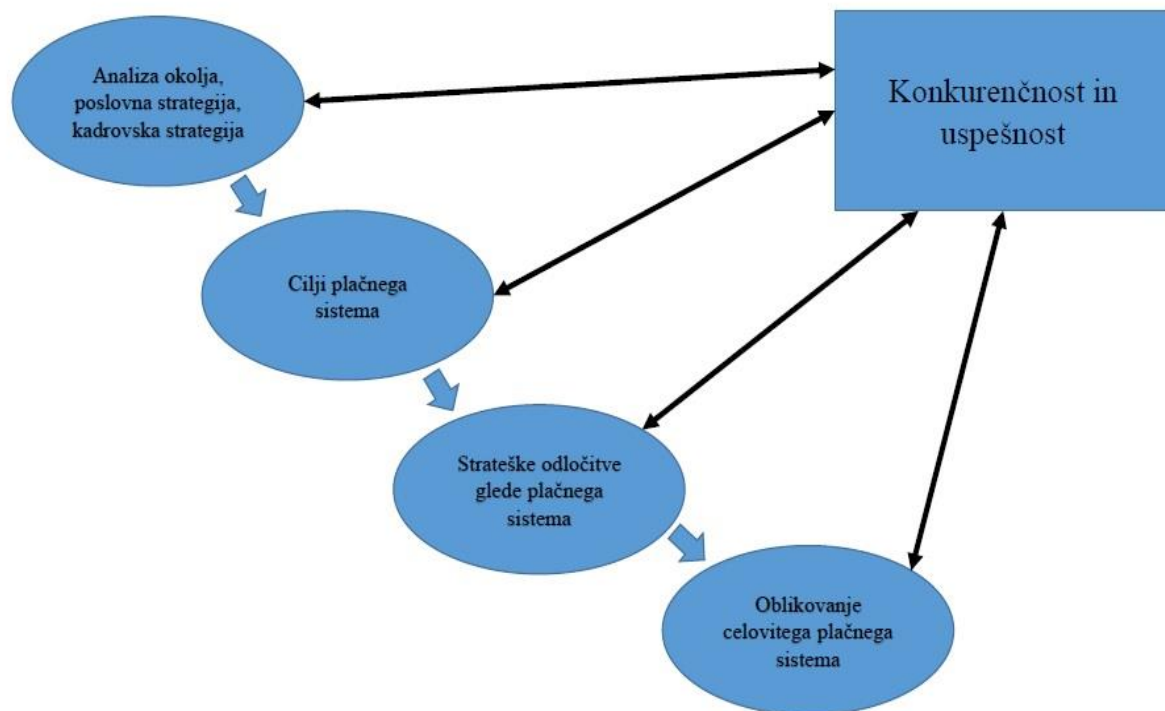 Analiza okolja,
poslovna strategija,
kadrovska strategija
Konkurenčnost in
uspešnost
Cilji plačnega
sistema
Strateške odločitve
glede plačnega
sistema
Oblikovanje
celovitega plačnega
sistema